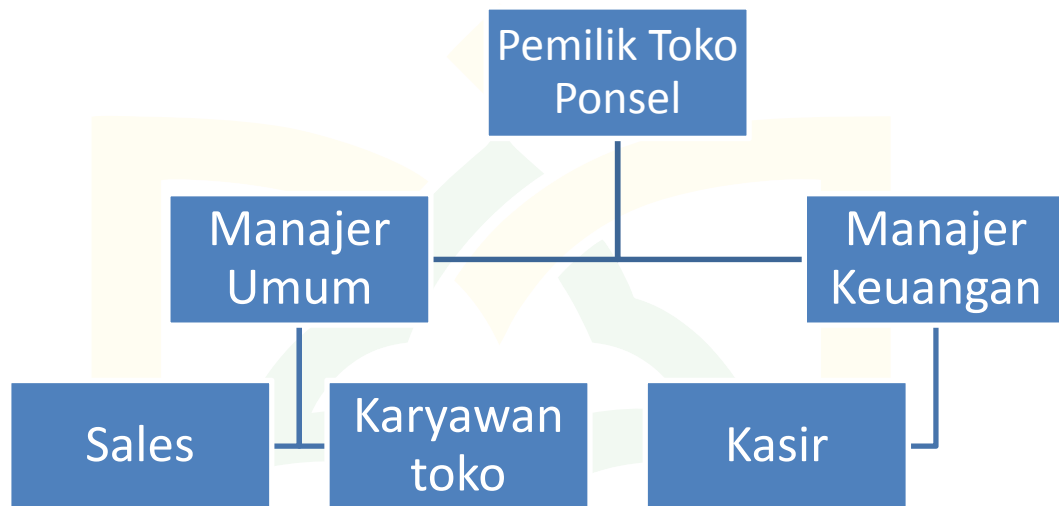 Pemilik Toko
Ponsel
Manajer
Umum
Manajer
Keuangan
Sales
Karyawan
toko
Kasir